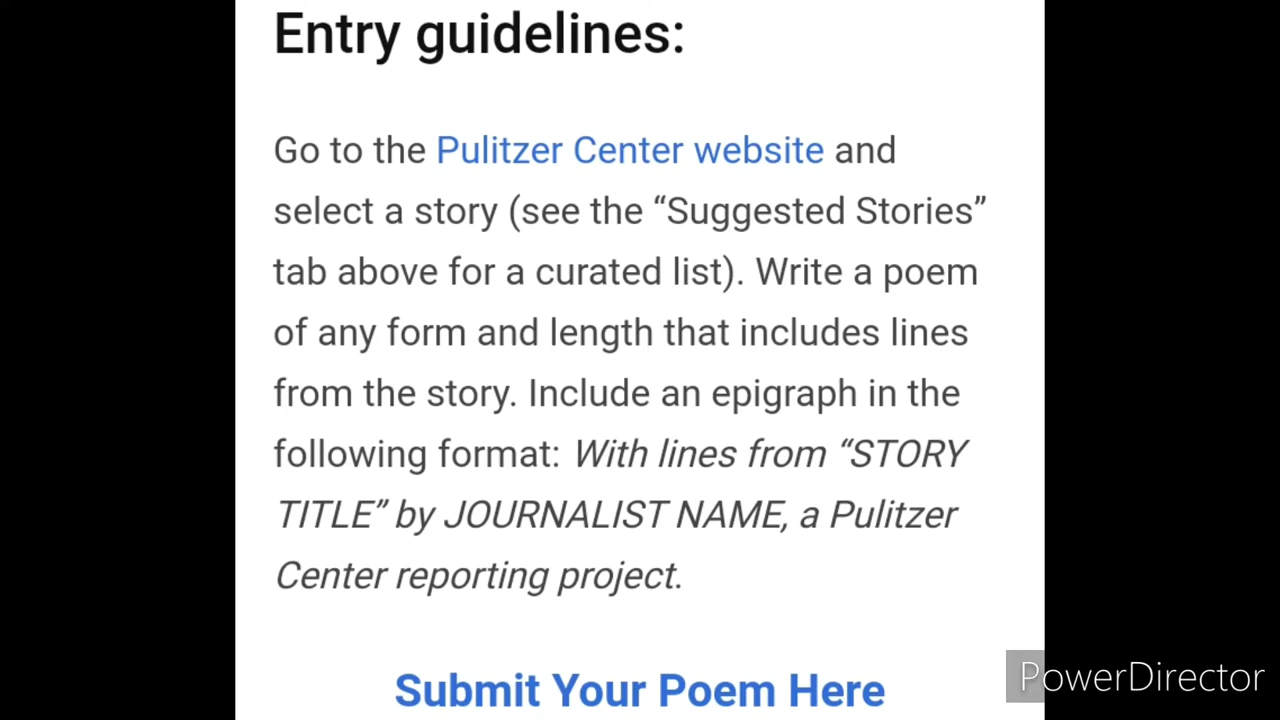 Entry guidelines:
Go to the Pulitzer Center website and
select a story (see the “Suggested Stories”
tab above for a curated list). Write a poem
of any form and length that includes lines
from the story. Include an epigraph in the
following format: With lines from “STORY
TITLE” by JOURNALIST NAME, a Pulitzer
Center reporting project.
Submit Your Poem Here
PowerDirector